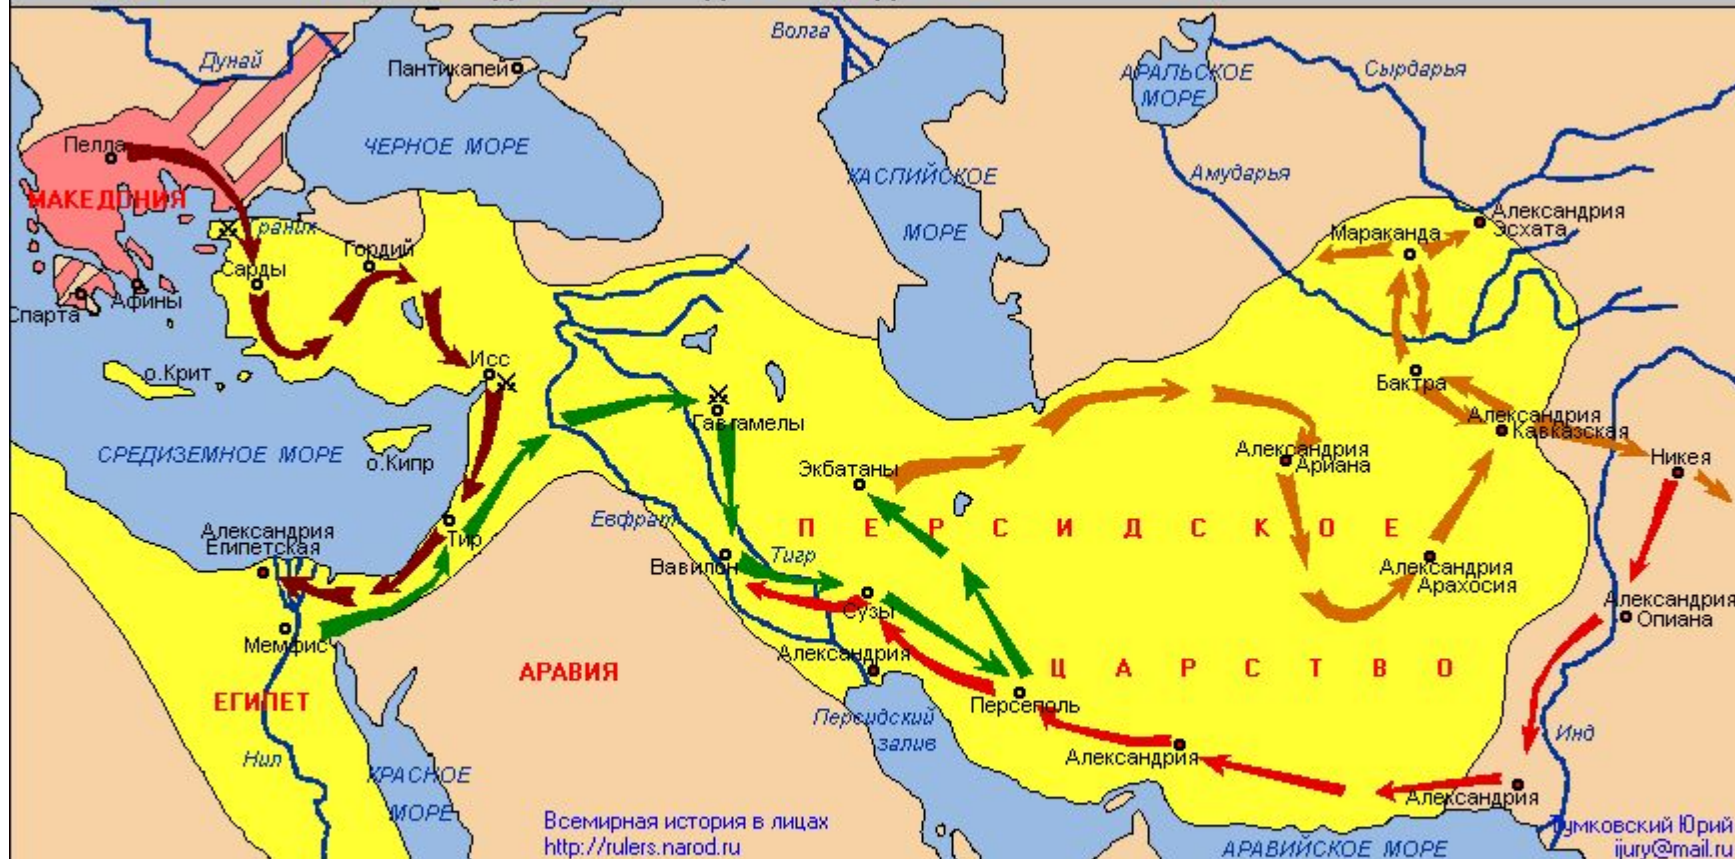 Волга
Дунай
Пантикапей
АРАЛЬСКОЕ
МОРЕ
Сырдарья
Пелла
ЧЕРНОЕ МОРЕ
КАСПИЙСКОЕ
МОРЕ
Амударья
МАКЕДОНИЯ
Граник
Гордий
Сарды
Мараканда
Александрия
Эсхата
Спарта
Афины
о.Крит
Исс
Бактра
Александрия
Кавказская
СРЕДИЗЕМНОЕ МОРЕ
о.Кипр
Гавгамелы
Экбатаны
Александрия
Ариана
Никея
Александрия
Египетская
Тир
Евфрат
П Е Р С И Д С К О Е
Вавилон
Тигр
Сузы
Александрия
Арахосия
Александрия
Опиана
Мемфис
АРАВИЯ
Александрия
Ц А Р С Т В О
ЕГИПЕТ
Персидский
залив
Персеполь
Нил
Александрия
Инд
КРАСНОЕ
МОРЕ
Александрия
Всемирная история в лицах
http://rulers.narod.ru
АРАВИЙСКОЕ МОРЕ
Юрий
ijury@mail.ru